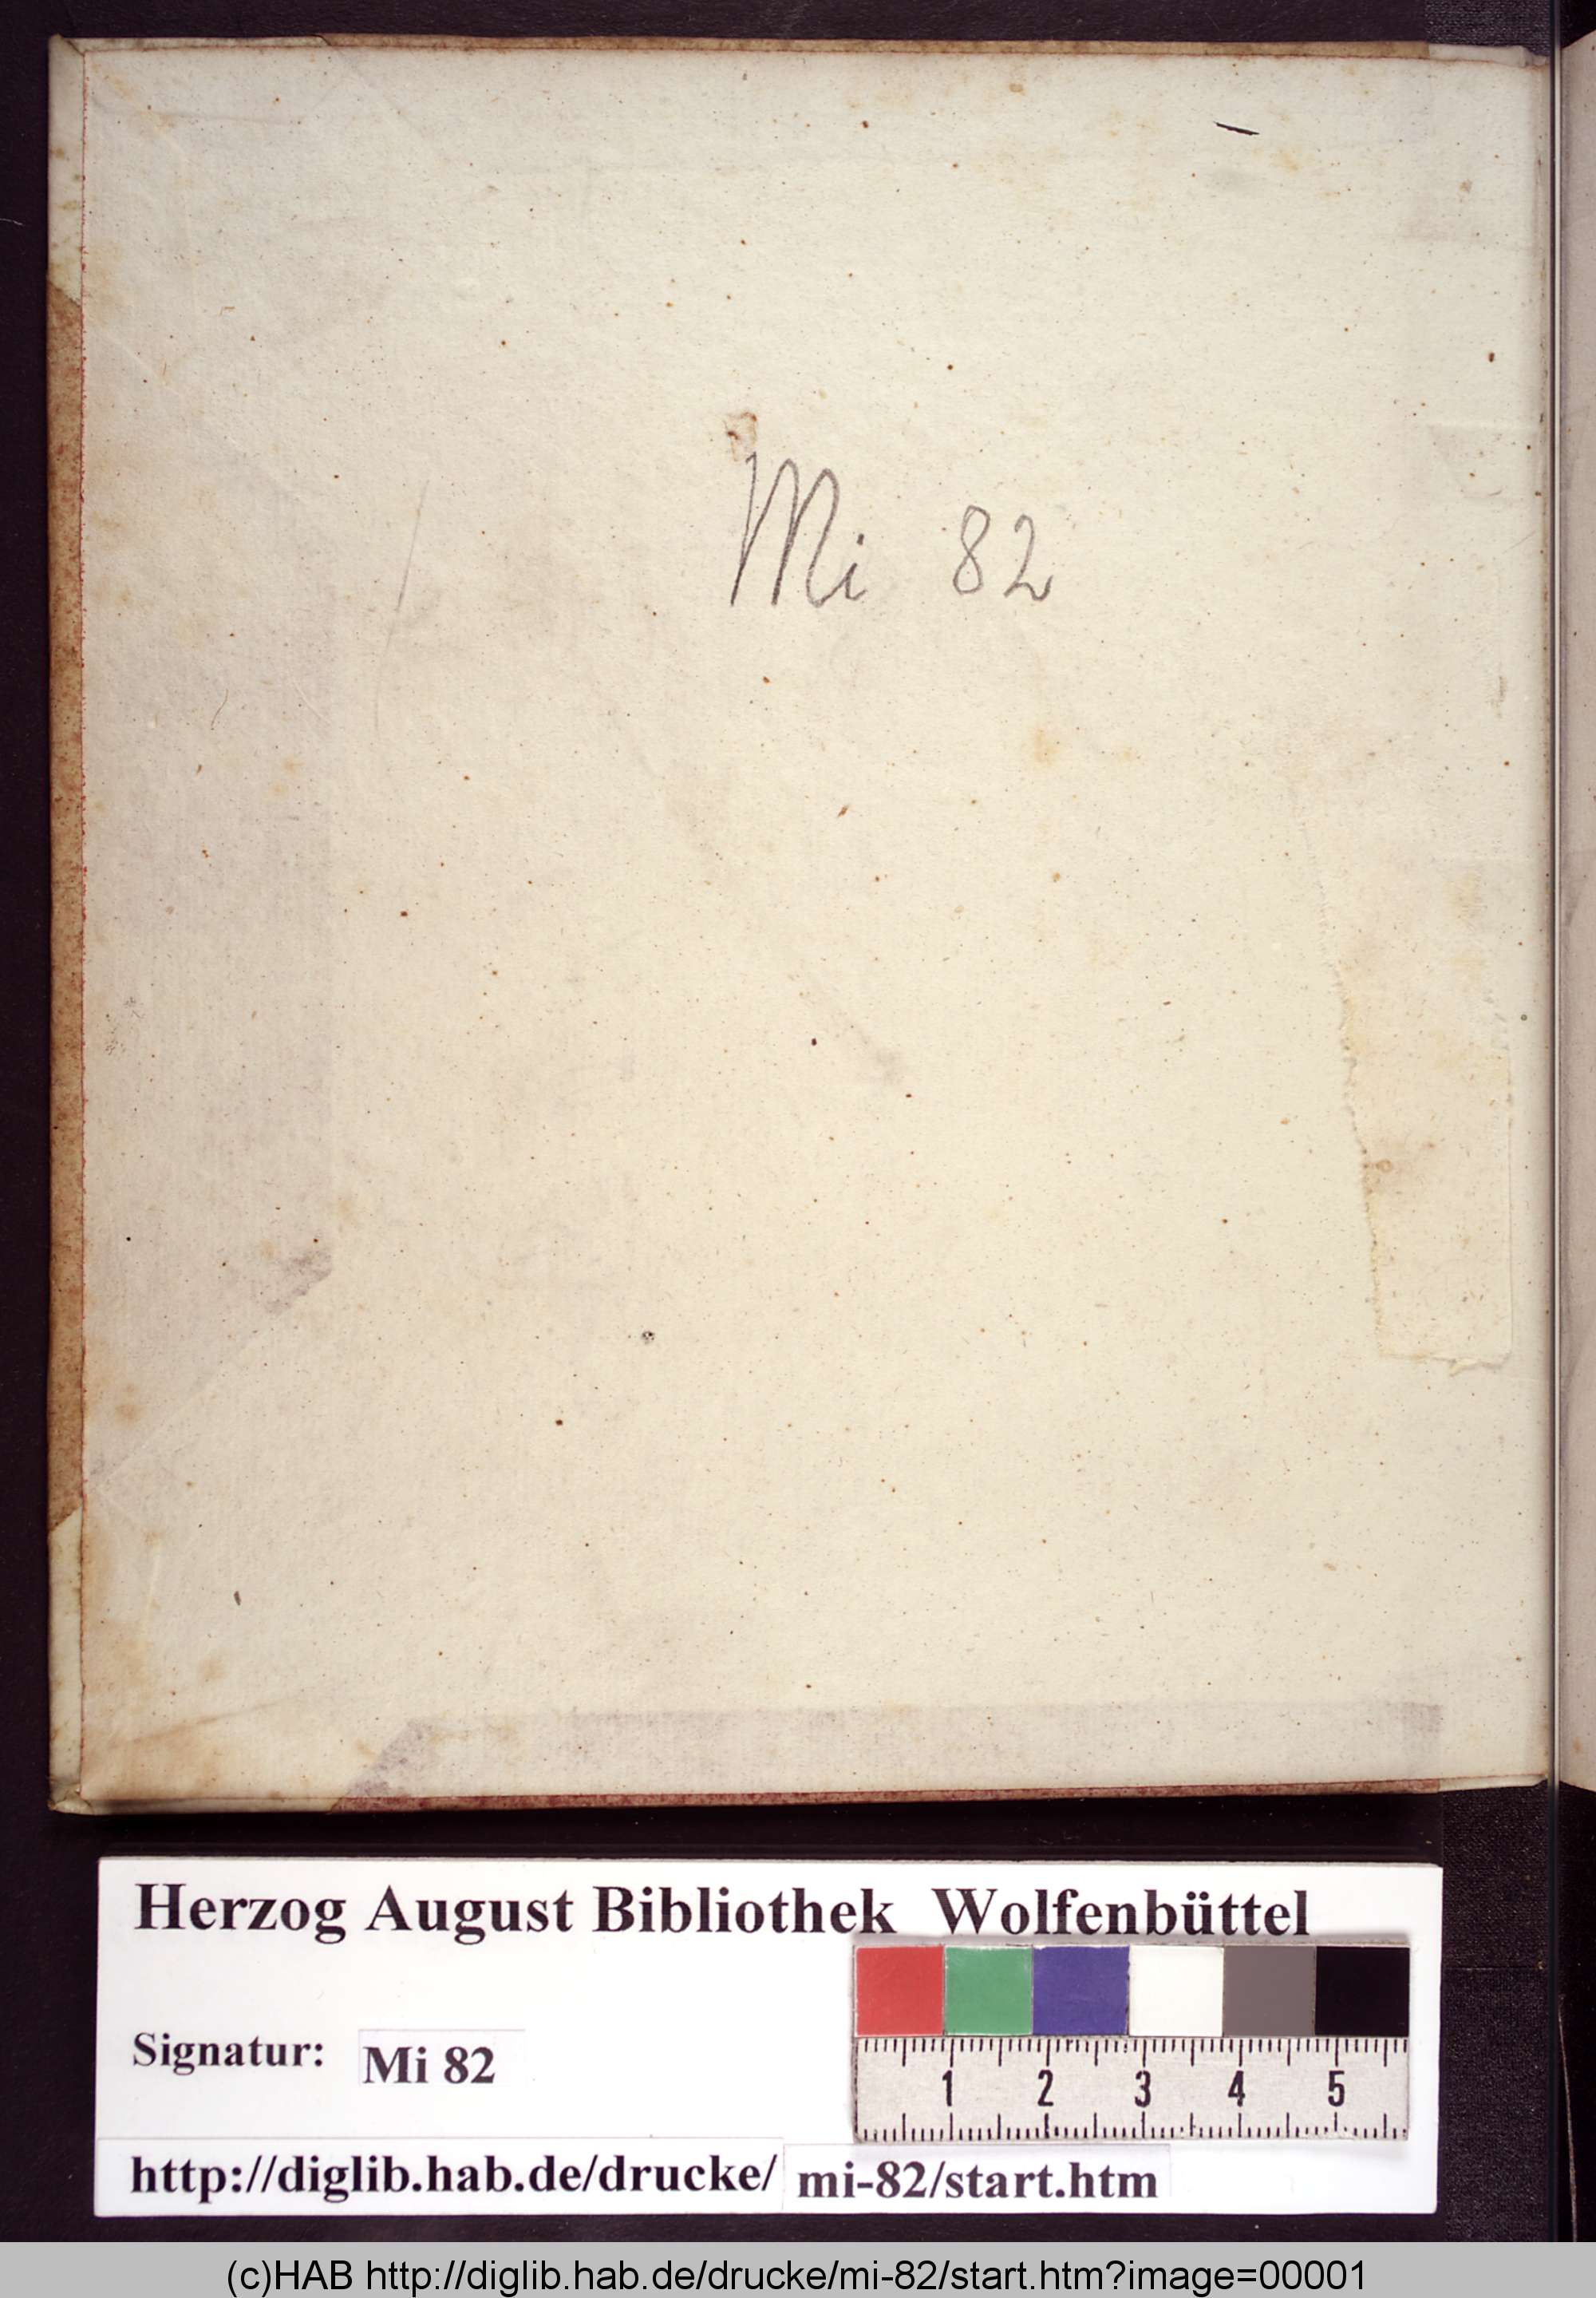 Mi 82
Herzog August Bibliothek Wolfenbüttel
Signatur: Mi 82
1 2 3 4 5
http://diglib.hab.de/drucke/ mi-82/start.htm
(c)HAB http://diglib.hab.de/drucke/mi-82/start.htm?image=00001